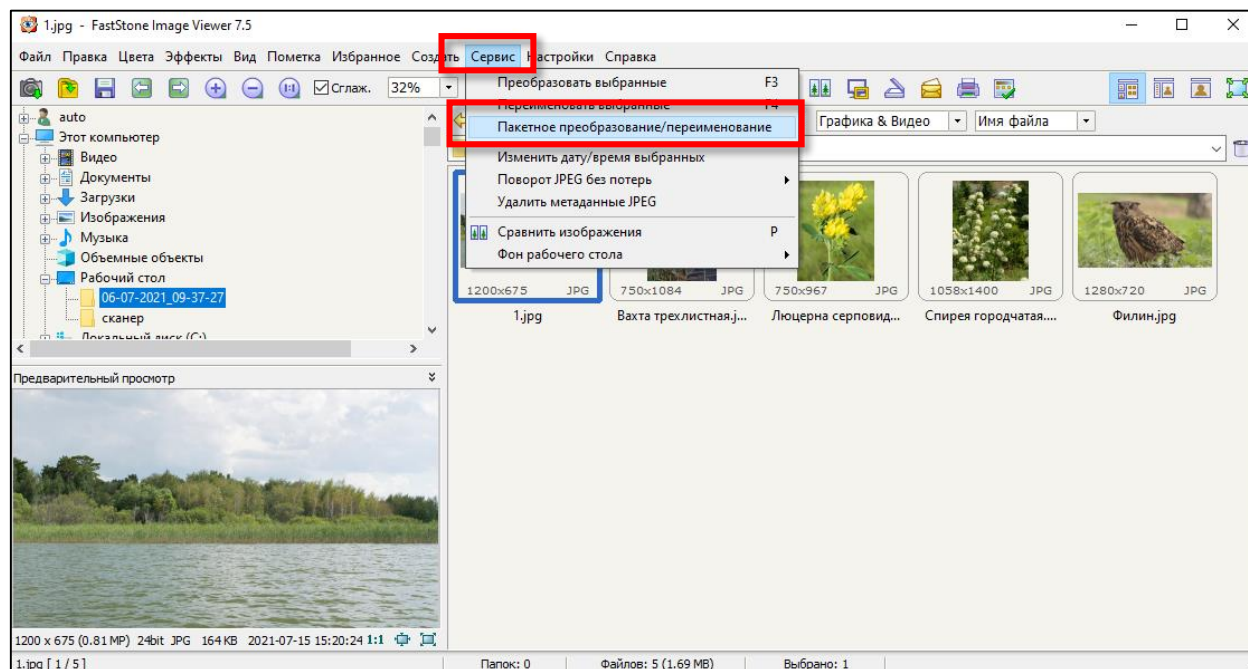 1.jpg - FastStone Image Viewer 7.5
Файл Правка Цвета Эффекты Вид Пометка Избранное Создать Сервис Настройки Справка
1:1 Сглаж. 32%
Преобразовать выбранные F3
Переименовать выбранные F4
Пакетное преобразование/переименование
Изменить дату/время выбранных
Поворот JPEG без потерь
Удалить метаданные JPEG
Сравнить изображения P
Фон рабочего стола
Графика & Видео Имя файла
auto
Этот компьютер
Видео
Документы
Загрузки
Изображения
Музыка
Объемные объекты
Рабочий стол
06-07-2021_09-37-27
сканер
Локальный диск (C:)
1200x675 JPG
1.jpg
750x1084 JPG
Вахта трехлистная.j...
750x967 JPG
Люцерна серповид...
1058x1400 JPG
Спирея городчатая....
1280x720 JPG
Филин.jpg
Предварительный просмотр
1200 x 675 (0.81 MP) 24bit JPG 164 KB 2021-07-15 15:20:24 1:1
1.jpg [ 1 / 5 ]
Папок: 0
Файлов: 5 (1.69 MB)
Выбрано: 1